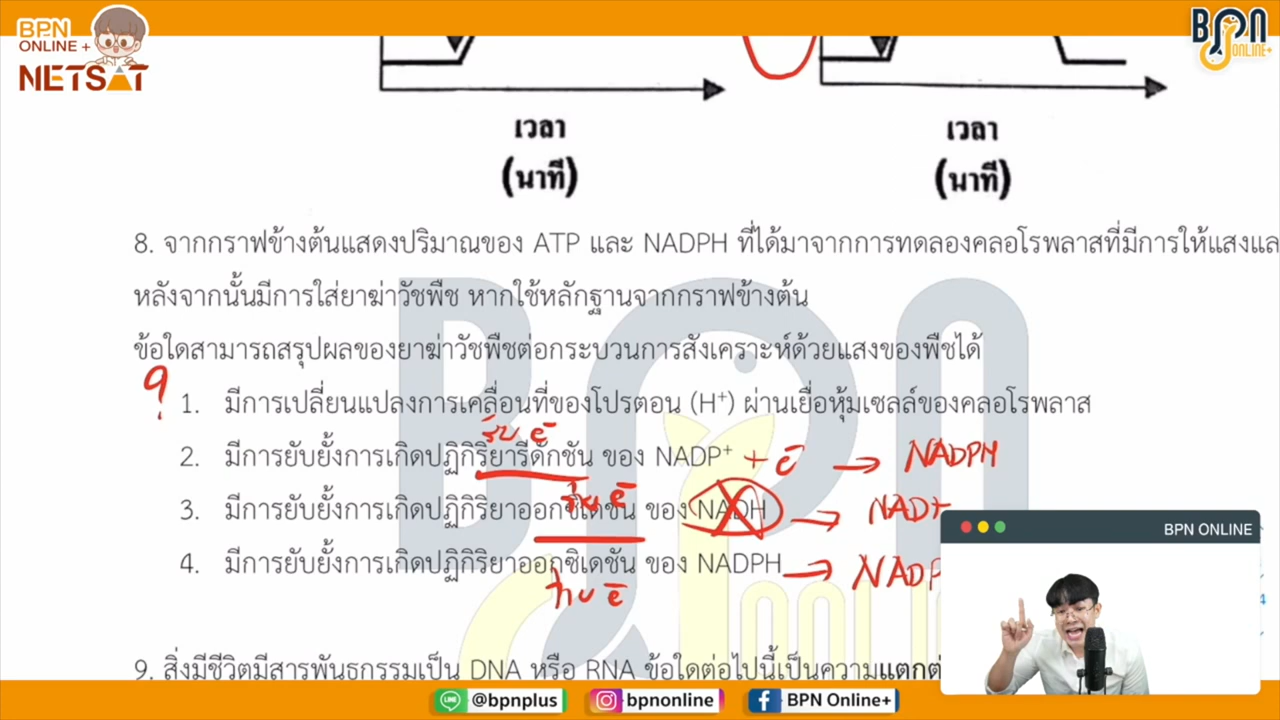 BPN
ONLINE +
NETSAT
BPN
ONLINE+
เวลา
(นาที)
เวลา
(นาที)
8. จากกราฟข้างต้นแสดงปริมาณของ ATP และ NADPH ที่ได้มาจากการทดลองคลอโรพลาสที่มีการให้แสงแล
หลังจากนั้นมีการใส่ยาฆ่าวัชพืช หากใช้หลักฐานจากกราฟข้างต้น
ข้อใดสามารถสรุปผลของยาฆ่าวัชพืชต่อกระบวนการสังเคราะห์ด้วยแสงของพืชได้
?
1. มีการเปลี่ยนแปลงการเคลื่อนที่ของโปรตอน (H⁺) ผ่านเยื่อหุ้มเซลล์ของคลอโรพลาส
รับ e⁻
2. มีการยับยั้งการเกิดปฏิกิริยารีดักชัน ของ NADP⁺ + e⁻ → NADPH
3. มีการยับยั้งการเกิดปฏิกิริยาออกซิเดชัน ของ NADH → NAD+
4. มีการยับยั้งการเกิดปฏิกิริยาออกซิเดชัน ของ NADPH → NADP
BPN ONLINE
9. สิ่งมีชีวิตมีสารพันธุกรรมเป็น DNA หรือ RNA ข้อใดต่อไปนี้เป็นความแตกต่
@bpnplus
bpnonline
BPN Online+